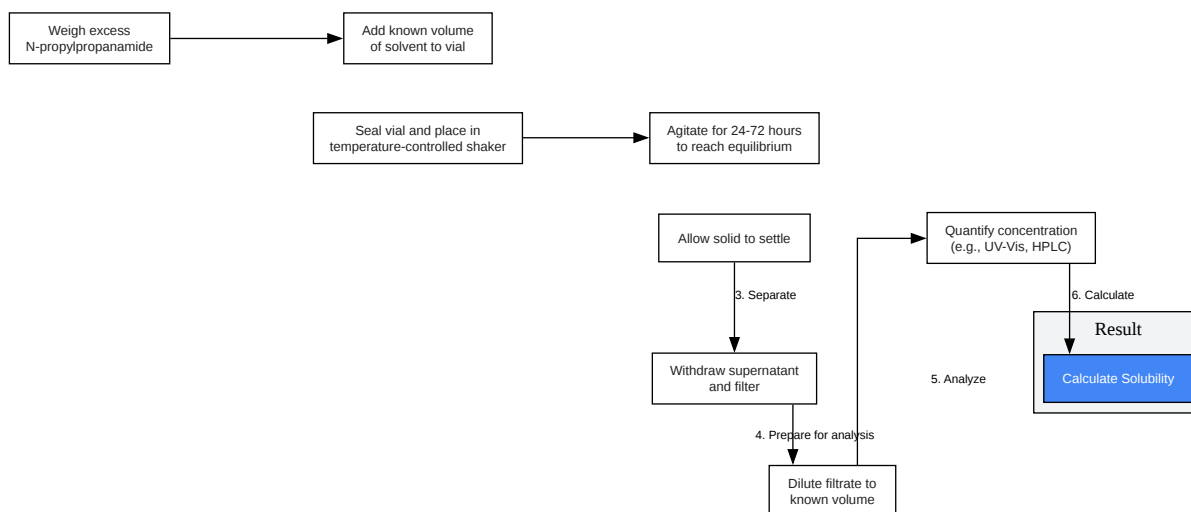 Weigh excess
N-propylpropanamide
Add known volume
of solvent to vial
Seal vial and place in
temperature-controlled shaker
Agitate for 24-72 hours
to reach equilibrium
Allow solid to settle
3. Separate
Withdraw supernatant
and filter
4. Prepare for analysis
Dilute filtrate to
known volume
5. Analyze
Quantify concentration
(e.g., UV-Vis, HPLC)
6. Calculate
Result
Calculate Solubility